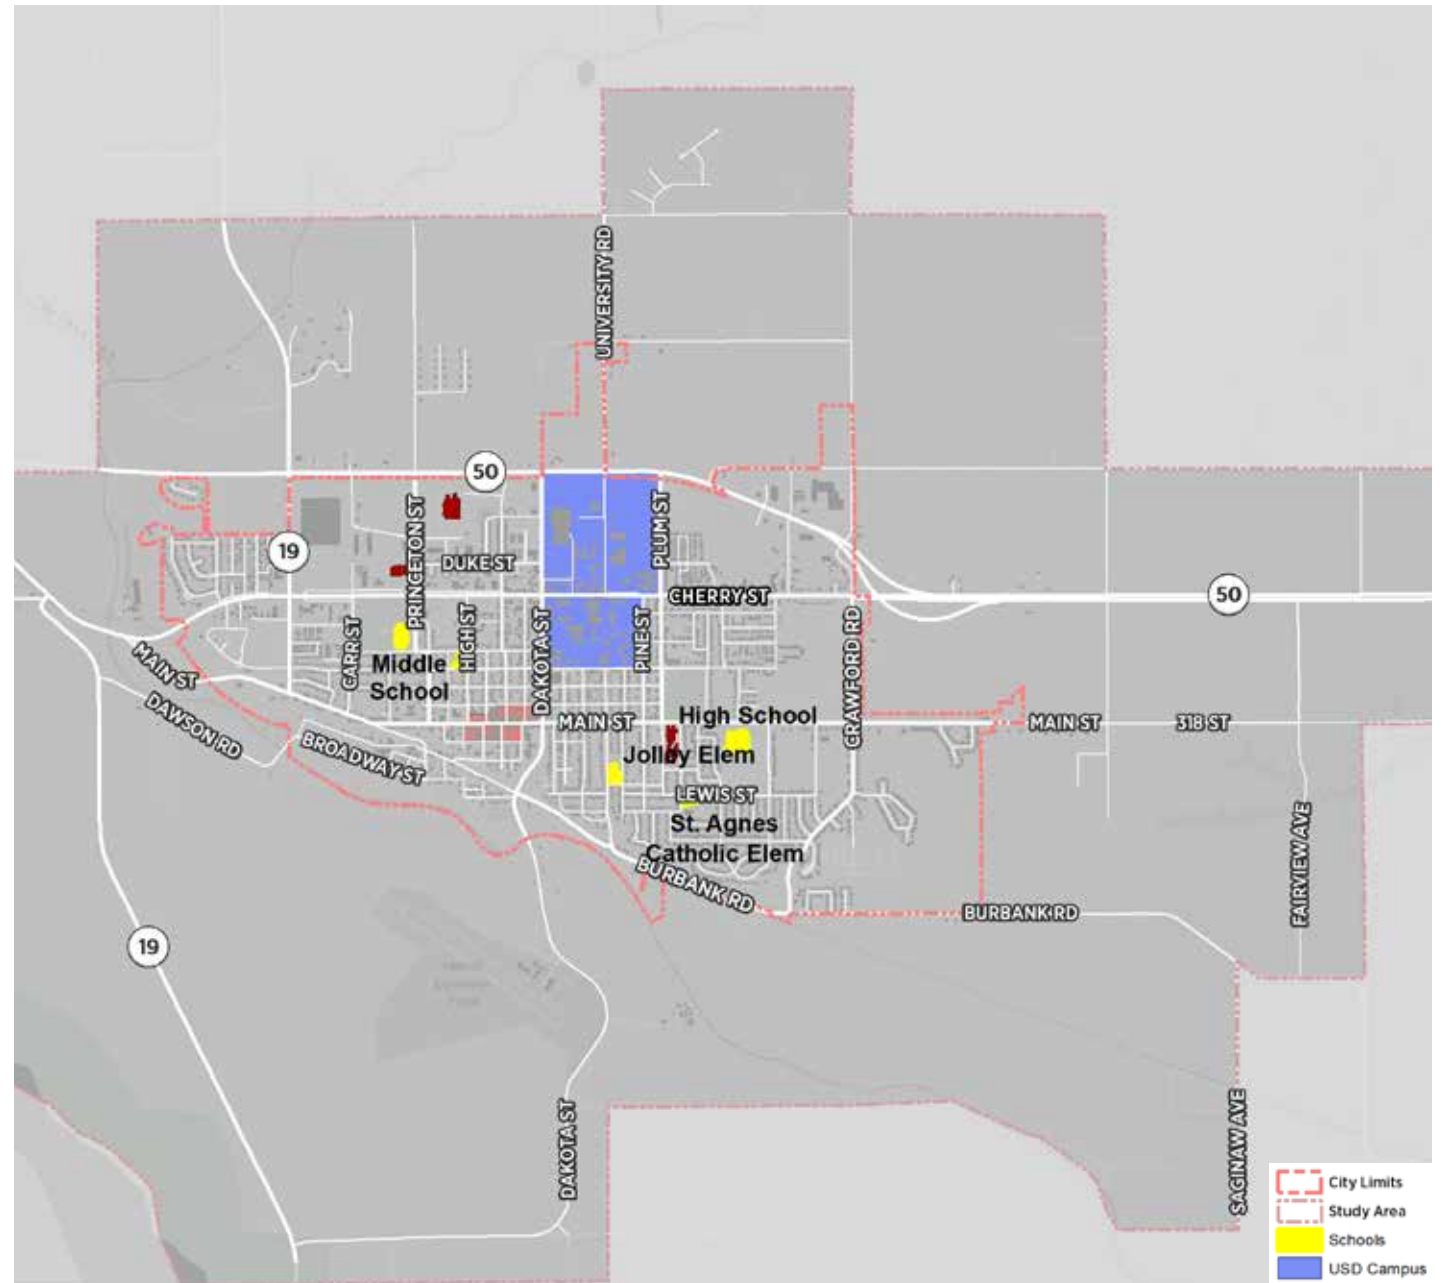 UNIVERSITY RD
50
PRINCETON ST
PLUM ST
19
DUKE ST
CHERRY ST
50
CARR ST
HIGH ST
DAKOTA ST
PINE ST
CRAWFORD RD
MAIN ST
Middle
School
DAWSON RD
BROADWAY ST
MAIN ST
High School
MAIN ST
318 ST
Jolley Elem
LEWIS ST
St. Agnes
Catholic Elem
BURBANK RD
BURBANK RD
FAIRVIEW AVE
19
DAKOTA ST
SAGINAW AVE
City Limits
Study Area
Schools
USD Campus